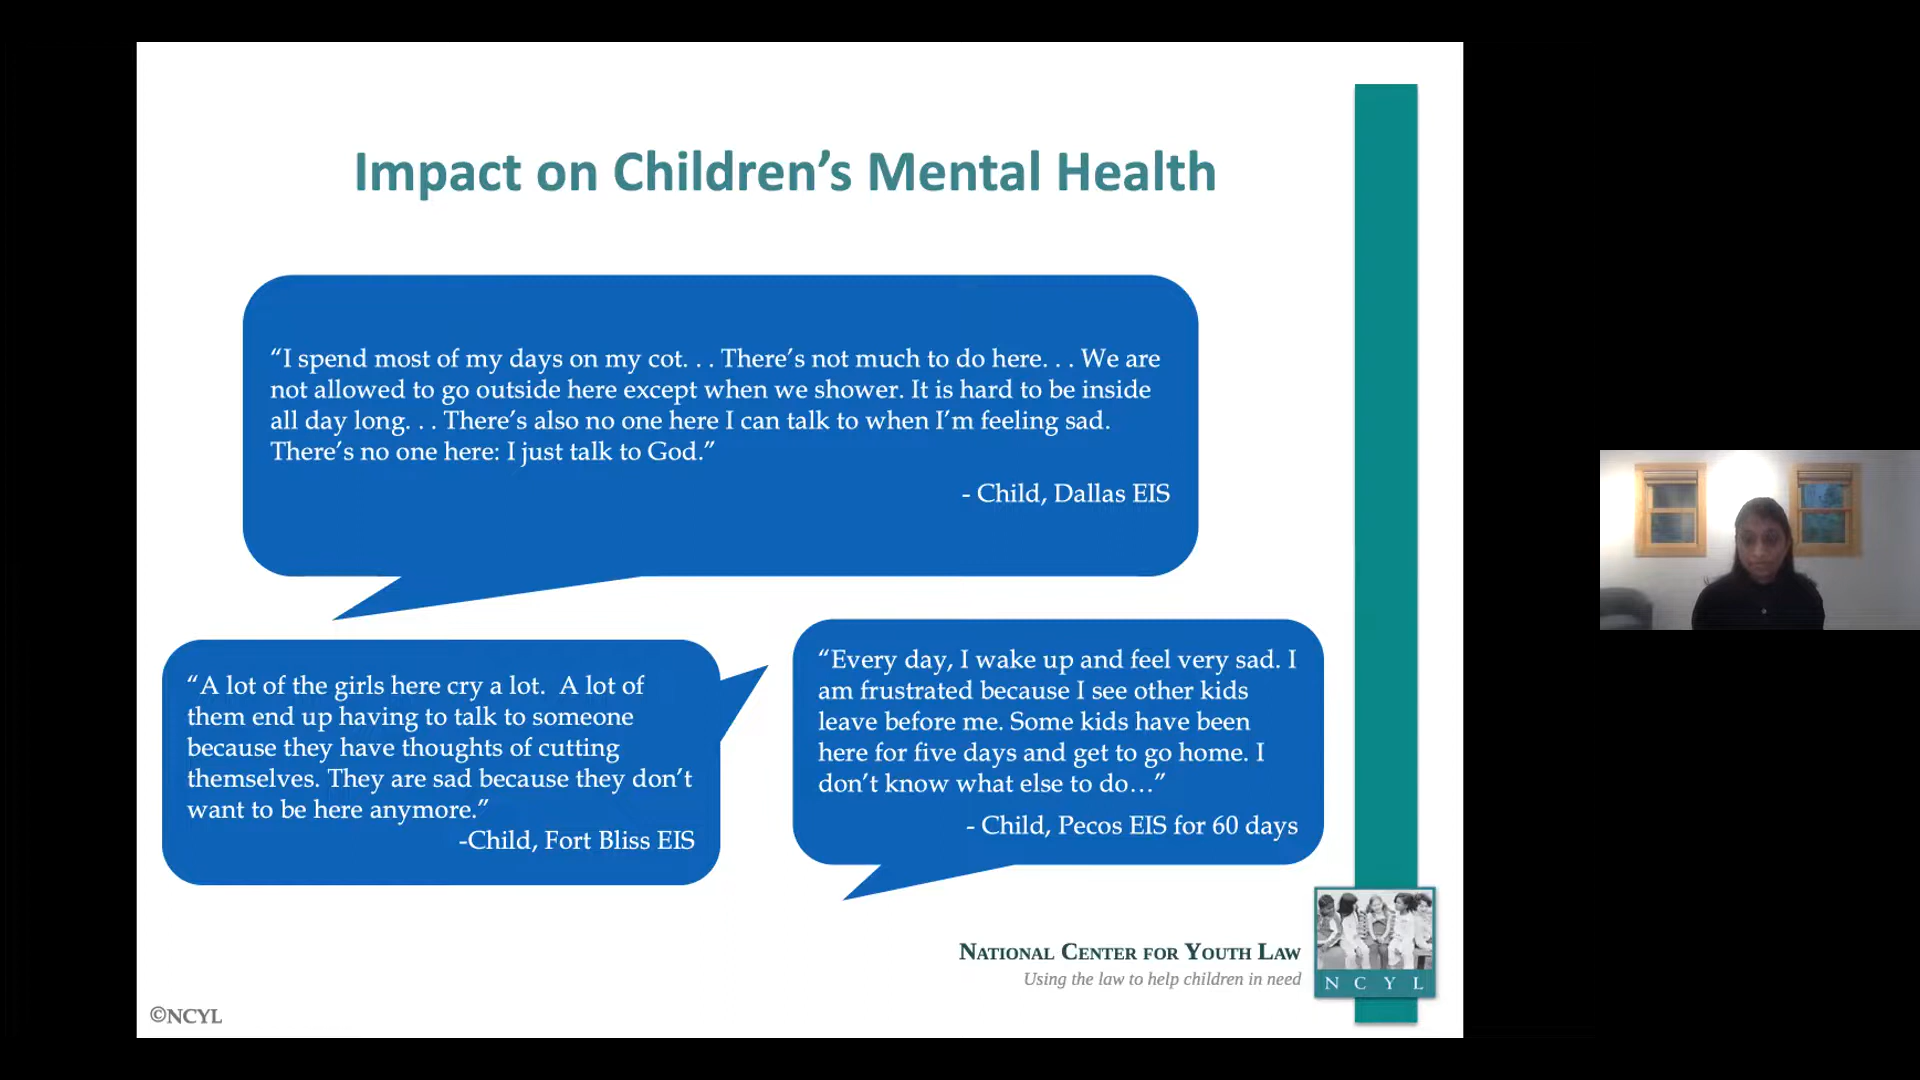 Impact on Children’s Mental Health
“I spend most of my days on my cot. . . There’s not much to do here. . . We are
not allowed to go outside here except when we shower. It is hard to be inside
all day long. . . There’s also no one here I can talk to when I’m feeling sad.
There’s no one here: I just talk to God.”
- Child, Dallas EIS
“A lot of the girls here cry a lot.  A lot of
them end up having to talk to someone
because they have thoughts of cutting
themselves. They are sad because they don’t
want to be here anymore.”
-Child, Fort Bliss EIS
“Every day, I wake up and feel very sad. I
am frustrated because I see other kids
leave before me. Some kids have been
here for five days and get to go home. I
don’t know what else to do…”
- Child, Pecos EIS for 60 days
National Center for Youth Law
Using the law to help children in need
N C Y L
©NCYL